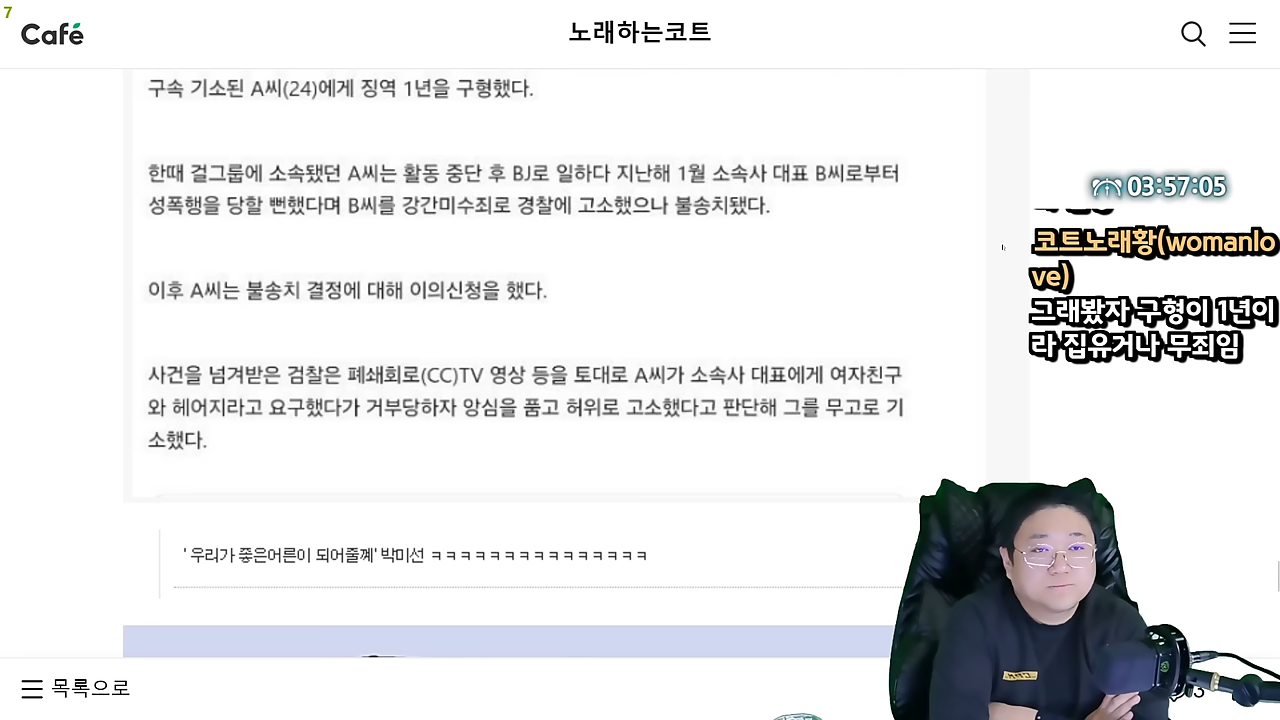 7
Café
노래하는코트
구속 기소된 A씨(24)에게 징역 1년을 구형했다.
한때 걸그룹에 소속됐던 A씨는 활동 중단 후 BJ로 일하다 지난해 1월 소속사 대표 B씨로부터
성폭행을 당할 뻔했다며 B씨를 강간미수죄로 경찰에 고소했으나 불송치됐다.
이후 A씨는 불송치 결정에 대해 이의신청을 했다.
사건을 넘겨받은 검찰은 폐쇄회로(CC)TV 영상 등을 토대로 A씨가 소속사 대표에게 여자친구
와 헤어지라고 요구했다가 거부당하자 앙심을 품고 허위로 고소했다고 판단해 그를 무고로 기
소했다.
' 우리가 좋은어른이 되어줄꼐' 박미선 ㅋㅋㅋㅋㅋㅋㅋㅋㅋㅋㅋㅋㅋㅋㅋ
03:57:05
코트노래황(womanlo
ve)
그래봤자 구형이 1년이
라 집유거나 무죄임
목록으로